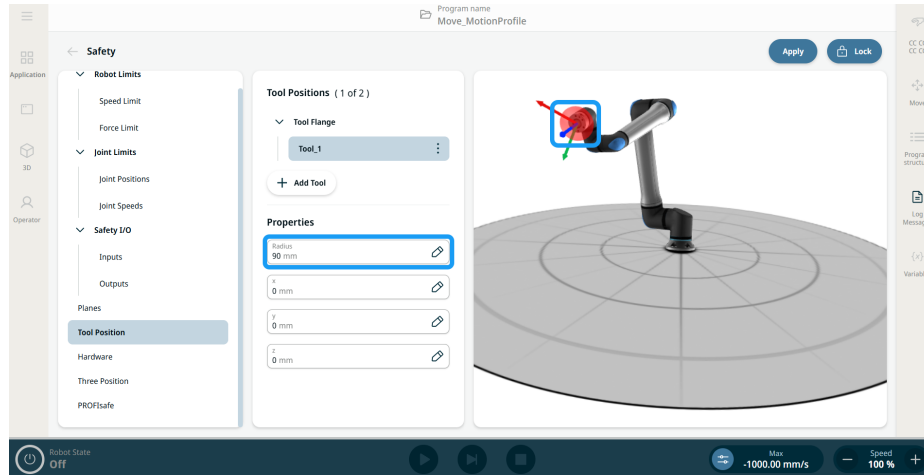 Program name
Move_MotionProfile
Application
3D
Operator
Safety
Apply
Lock
Robot Limits
Speed Limit
Force Limit
Joint Limits
Joint Positions
Joint Speeds
Safety I/O
Inputs
Outputs
Planes
Tool Position
Hardware
Three Position
PROFIsafe
Tool Positions (1 of 2)
Tool Flange
Tool_1
+ Add Tool
Properties
Radius
90 mm
x
0 mm
y
0 mm
z
0 mm
Move
Log
{x}
Robot State
Off
Max
-1000.00 mm/s
Speed
100 %